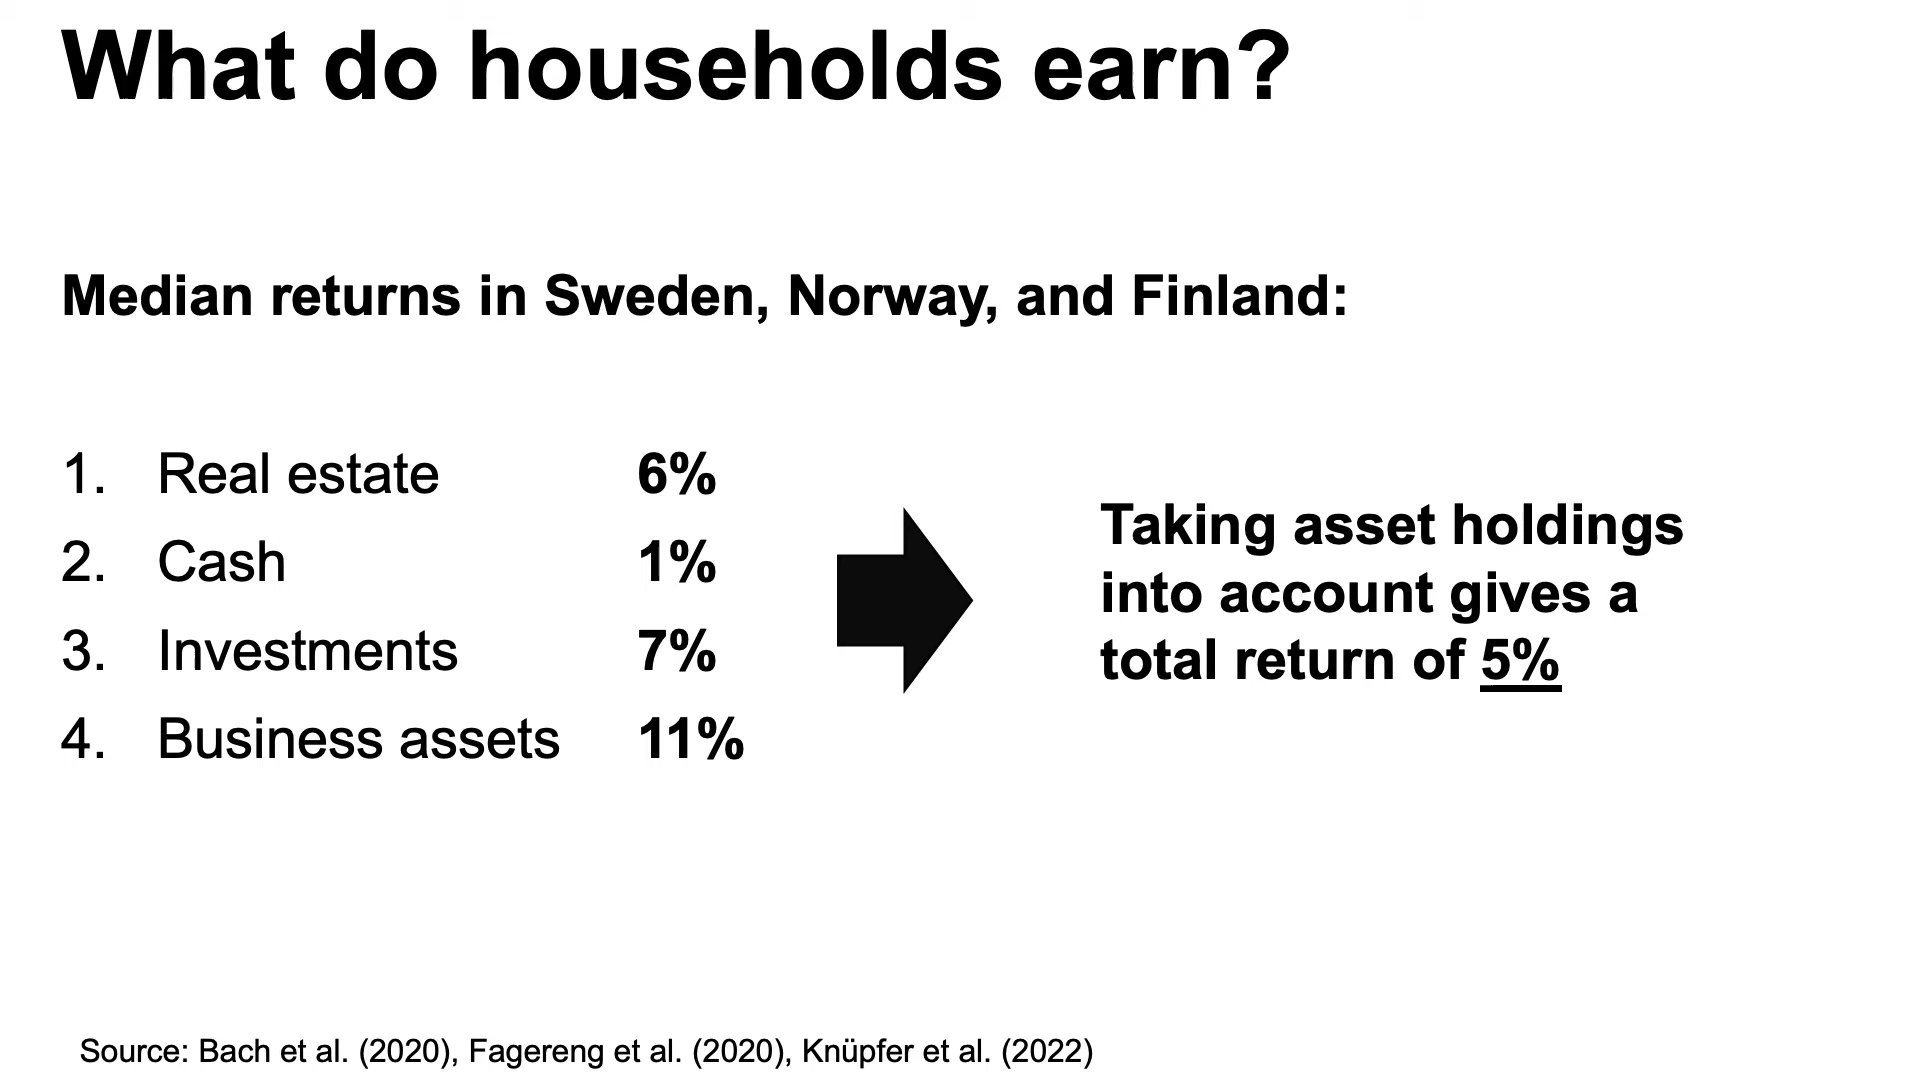 What do households earn?
Median returns in Sweden, Norway, and Finland:
1. Real estate 6%
2. Cash 1%
3. Investments 7%
4. Business assets 11%
Taking asset holdings
into account gives a
total return of 5%
Source: Bach et al. (2020), Fagereng et al. (2020), Knüpfer et al. (2022)